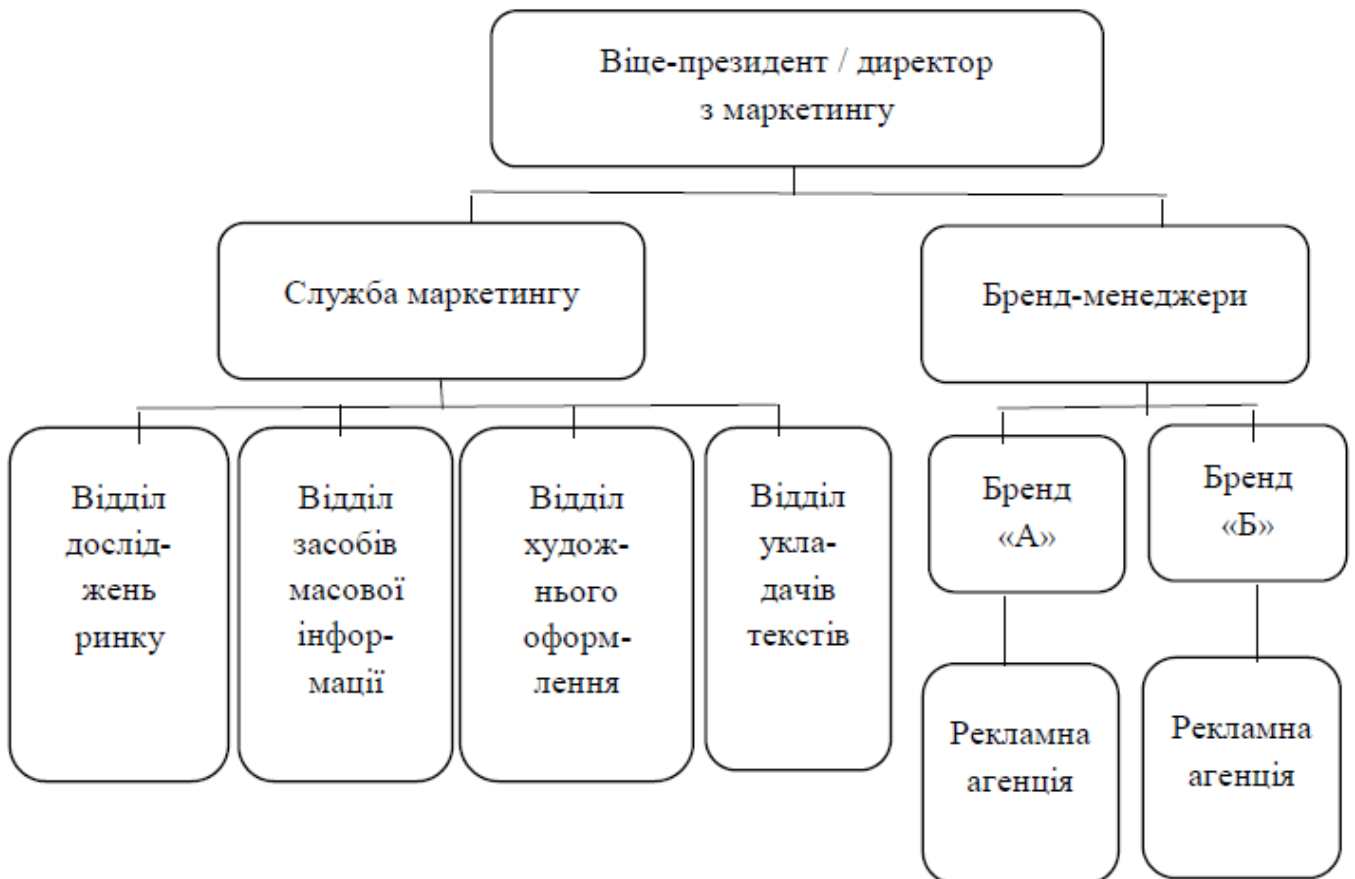 Віце-президент / директор
з маркетингу
Служба маркетингу
Бренд-менеджери
Відділ
дослід-
жень
ринку
Відділ
засобів
масової
інфор-
мації
Відділ
худож-
нього
оформ-
лення
Відділ
укла-
дачів
текстів
Бренд
«А»
Бренд
«Б»
Рекламна
агенція
Рекламна
агенція